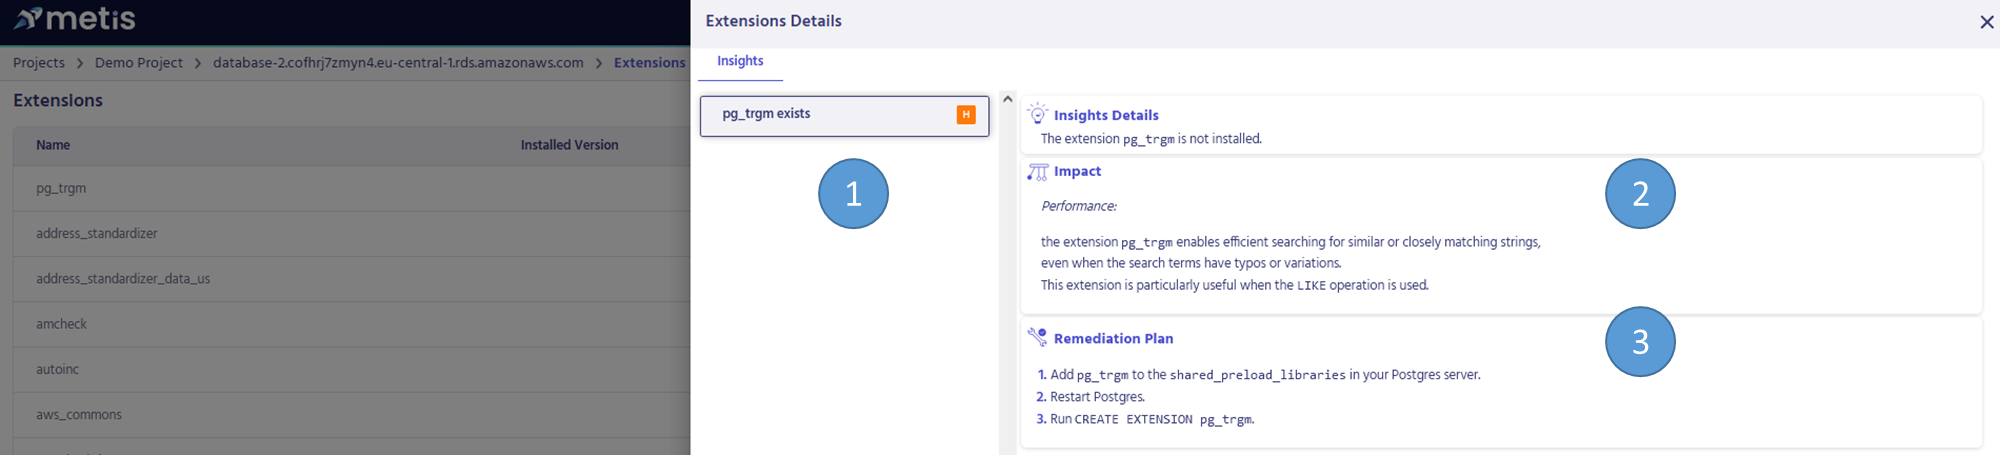 metis
Projects > Demo Project > database-2.cofhrj7zmyn4.eu-central-1.rds.amazonaws.com > Extensions
Extensions
Name Installed Version
pg_trgm
address_standardizer
address_standardizer_data_us
amcheck
autoinc
aws_commons
Extensions Details
Insights
pg_trgm exists H
1
Insights Details
The extension pg_trgm is not installed.
Impact
2
Performance:
the extension pg_trgm enables efficient searching for similar or closely matching strings,
even when the search terms have typos or variations.
This extension is particularly useful when the LIKE operation is used.
Remediation Plan
3
1. Add pg_trgm to the shared_preload_libraries in your Postgres server.
2. Restart Postgres.
3. Run CREATE EXTENSION pg_trgm.